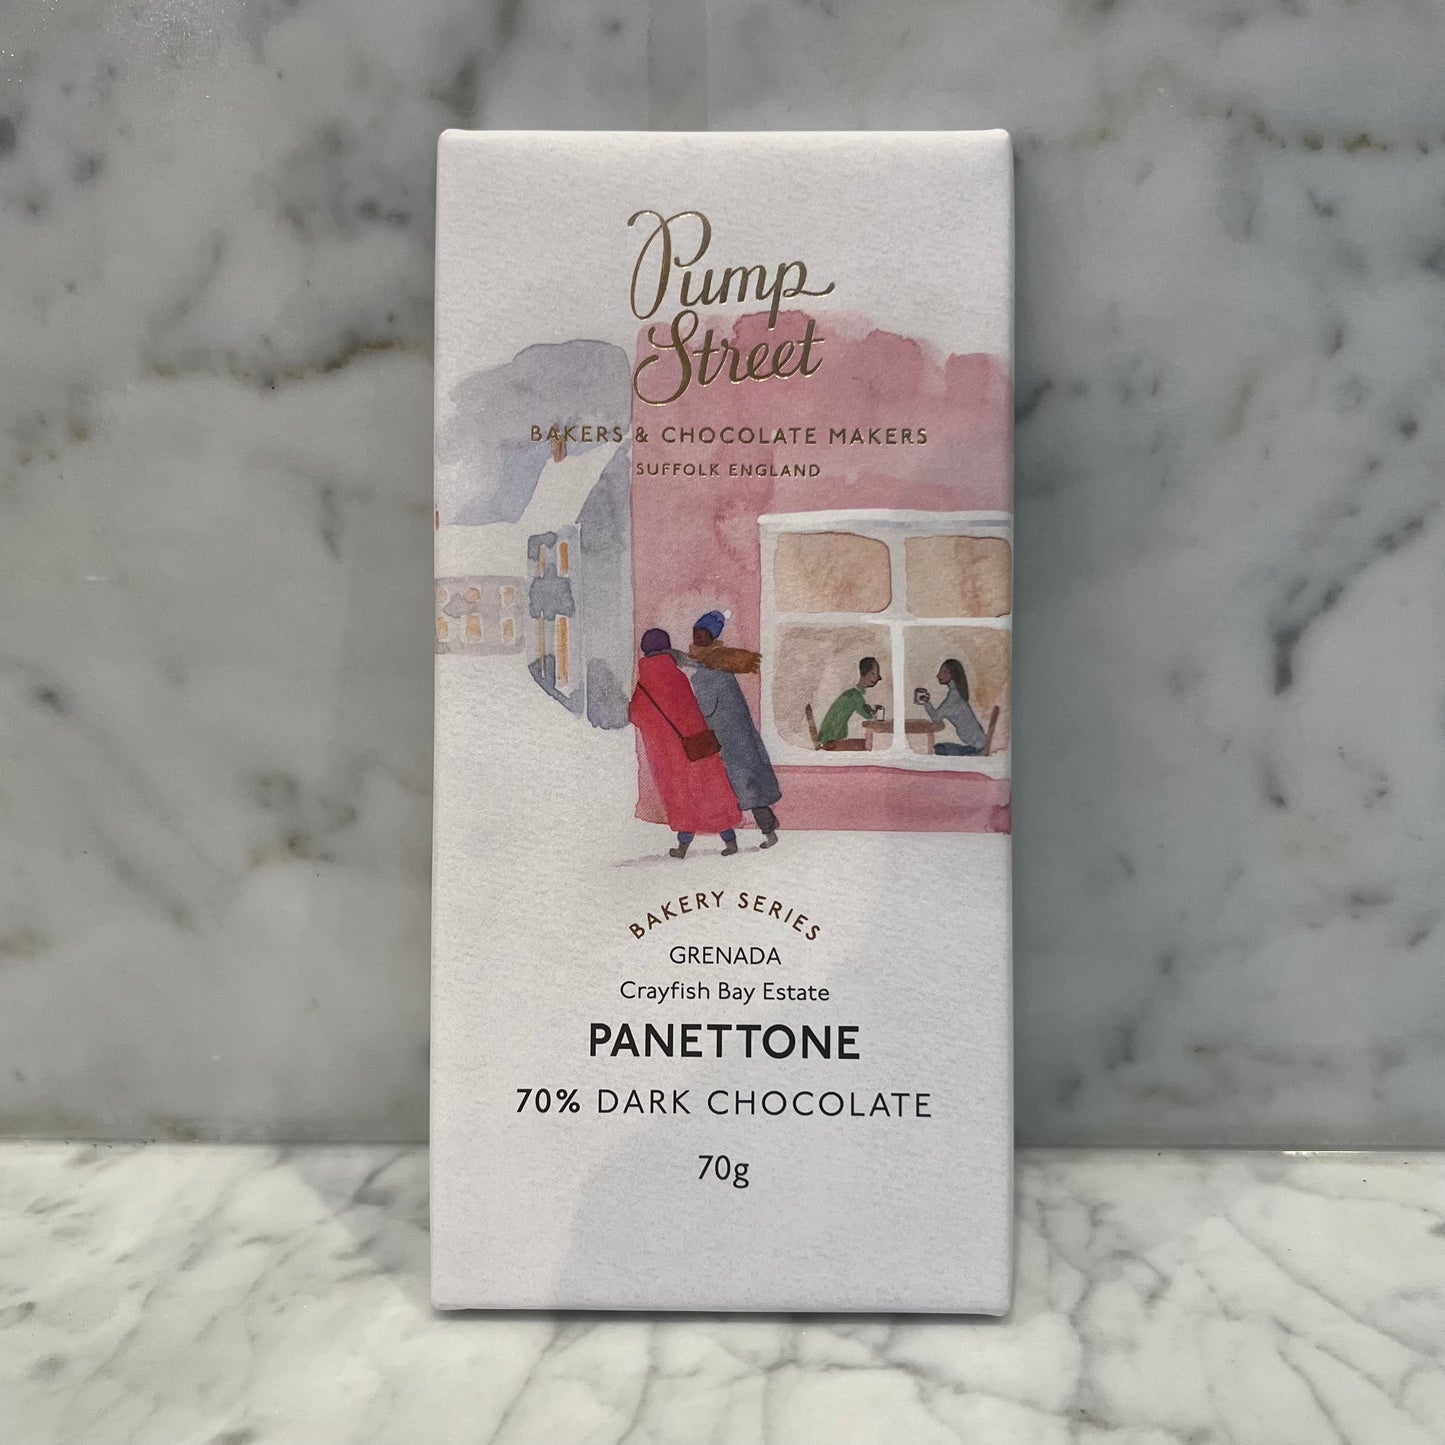 Pump
Street
BAKERS & CHOCOLATE MAKERS
SUFFOLK ENGLAND
BAKERY SERIES
GRENADA
Crayfish Bay Estate
PANETTONE
70% DARK CHOCOLATE
70g